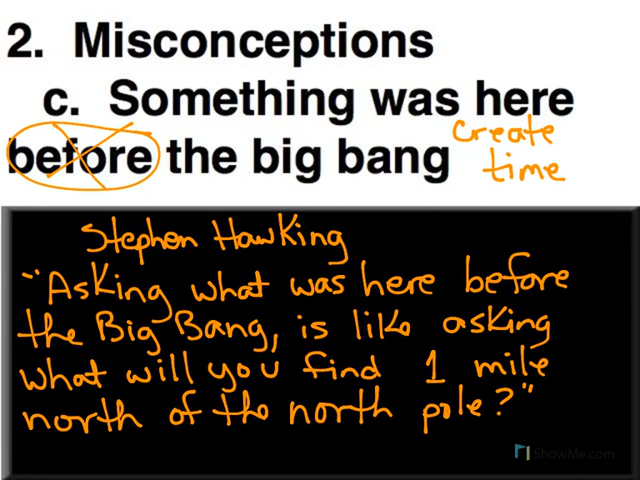 2. Misconceptions
c. Something was here
before the big bang
create
time
Stephen Hawking
"Asking what was here before
the Big Bang, is like asking
what will you find 1 mile
north of the north pole?"
ShowMe.com